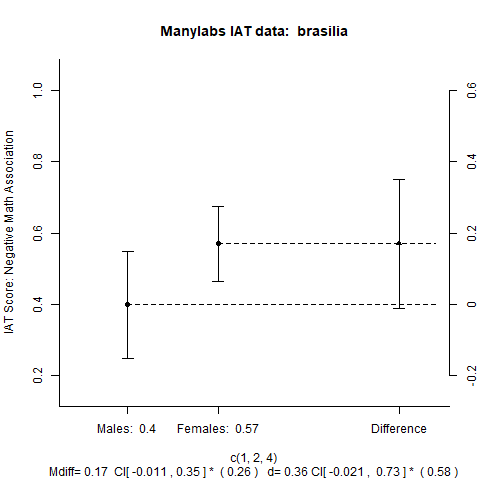 Manylabs IAT data:  brasilia
IAT Score: Negative Math Association
1.0
0.8
0.6
0.4
0.2
0.6
0.4
0.2
0
-0.2
Males:  0.4
Females:  0.57
Difference
c(1, 2, 4)
Mdiff= 0.17  CI[ -0.011 , 0.35 ] *  ( 0.26 )   d= 0.36 CI[ -0.021 ,  0.73 ] *  ( 0.58 )